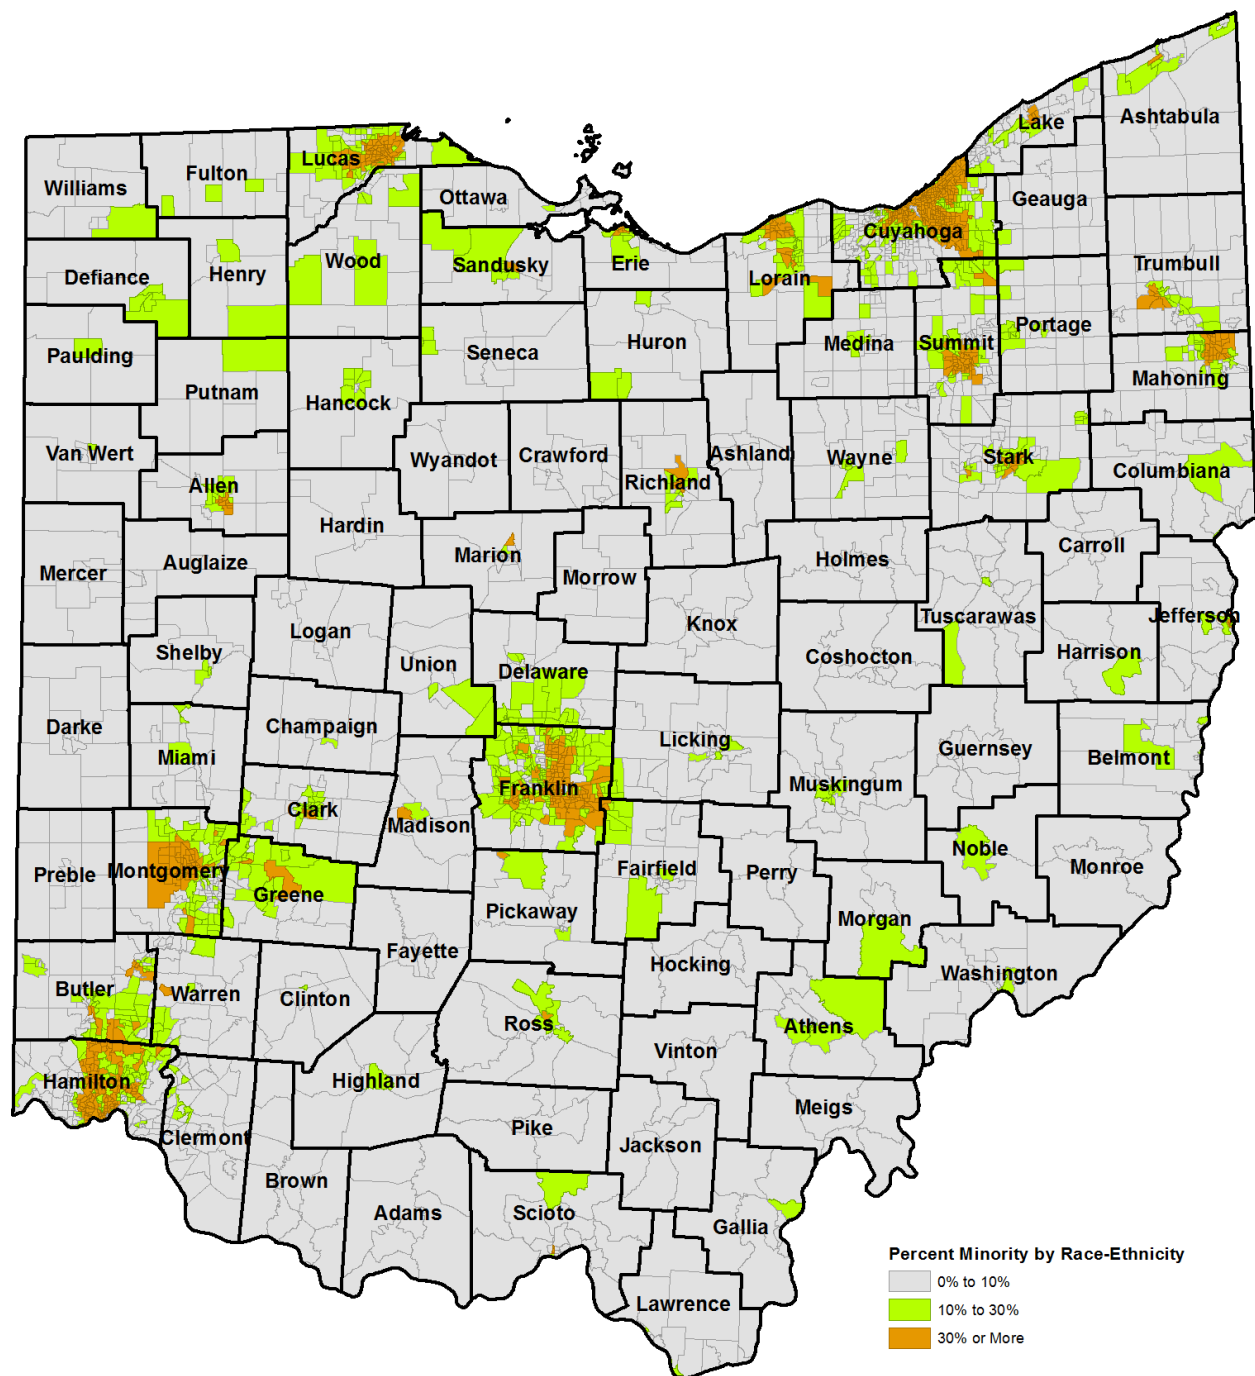 Ashtabula
Lake
Lucas
Fulton
Williams
Ottawa
Geauga
Cuyahoga
Wood
Sandusky
Erie
Trumbull
Henry
Defiance
Lorain
Portage
Huron
Medina
Summit
Seneca
Paulding
Mahoning
Putnam
Hancock
Van Wert
Wyandot
Crawford
Ashland
Wayne
Stark
Columbiana
Richland
Allen
Hardin
Carroll
Marion
Holmes
Auglaize
Mercer
Morrow
Tuscarawas
Jefferson
Knox
Logan
Shelby
Union
Delaware
Coshocton
Harrison
Darke
Champaign
Licking
Guernsey
Miami
Belmont
Franklin
Muskingum
Clark
Madison
Noble
Preble
Montgomery
Fairfield
Perry
Monroe
Greene
Pickaway
Morgan
Fayette
Hocking
Washington
Butler
Warren
Clinton
Ross
Athens
Vinton
Hamilton
Highland
Meigs
Clermont
Pike
Jackson
Brown
Adams
Scioto
Gallia
Lawrence
Percent Minority by Race-Ethnicity
0% to 10%
10% to 30%
30% or More